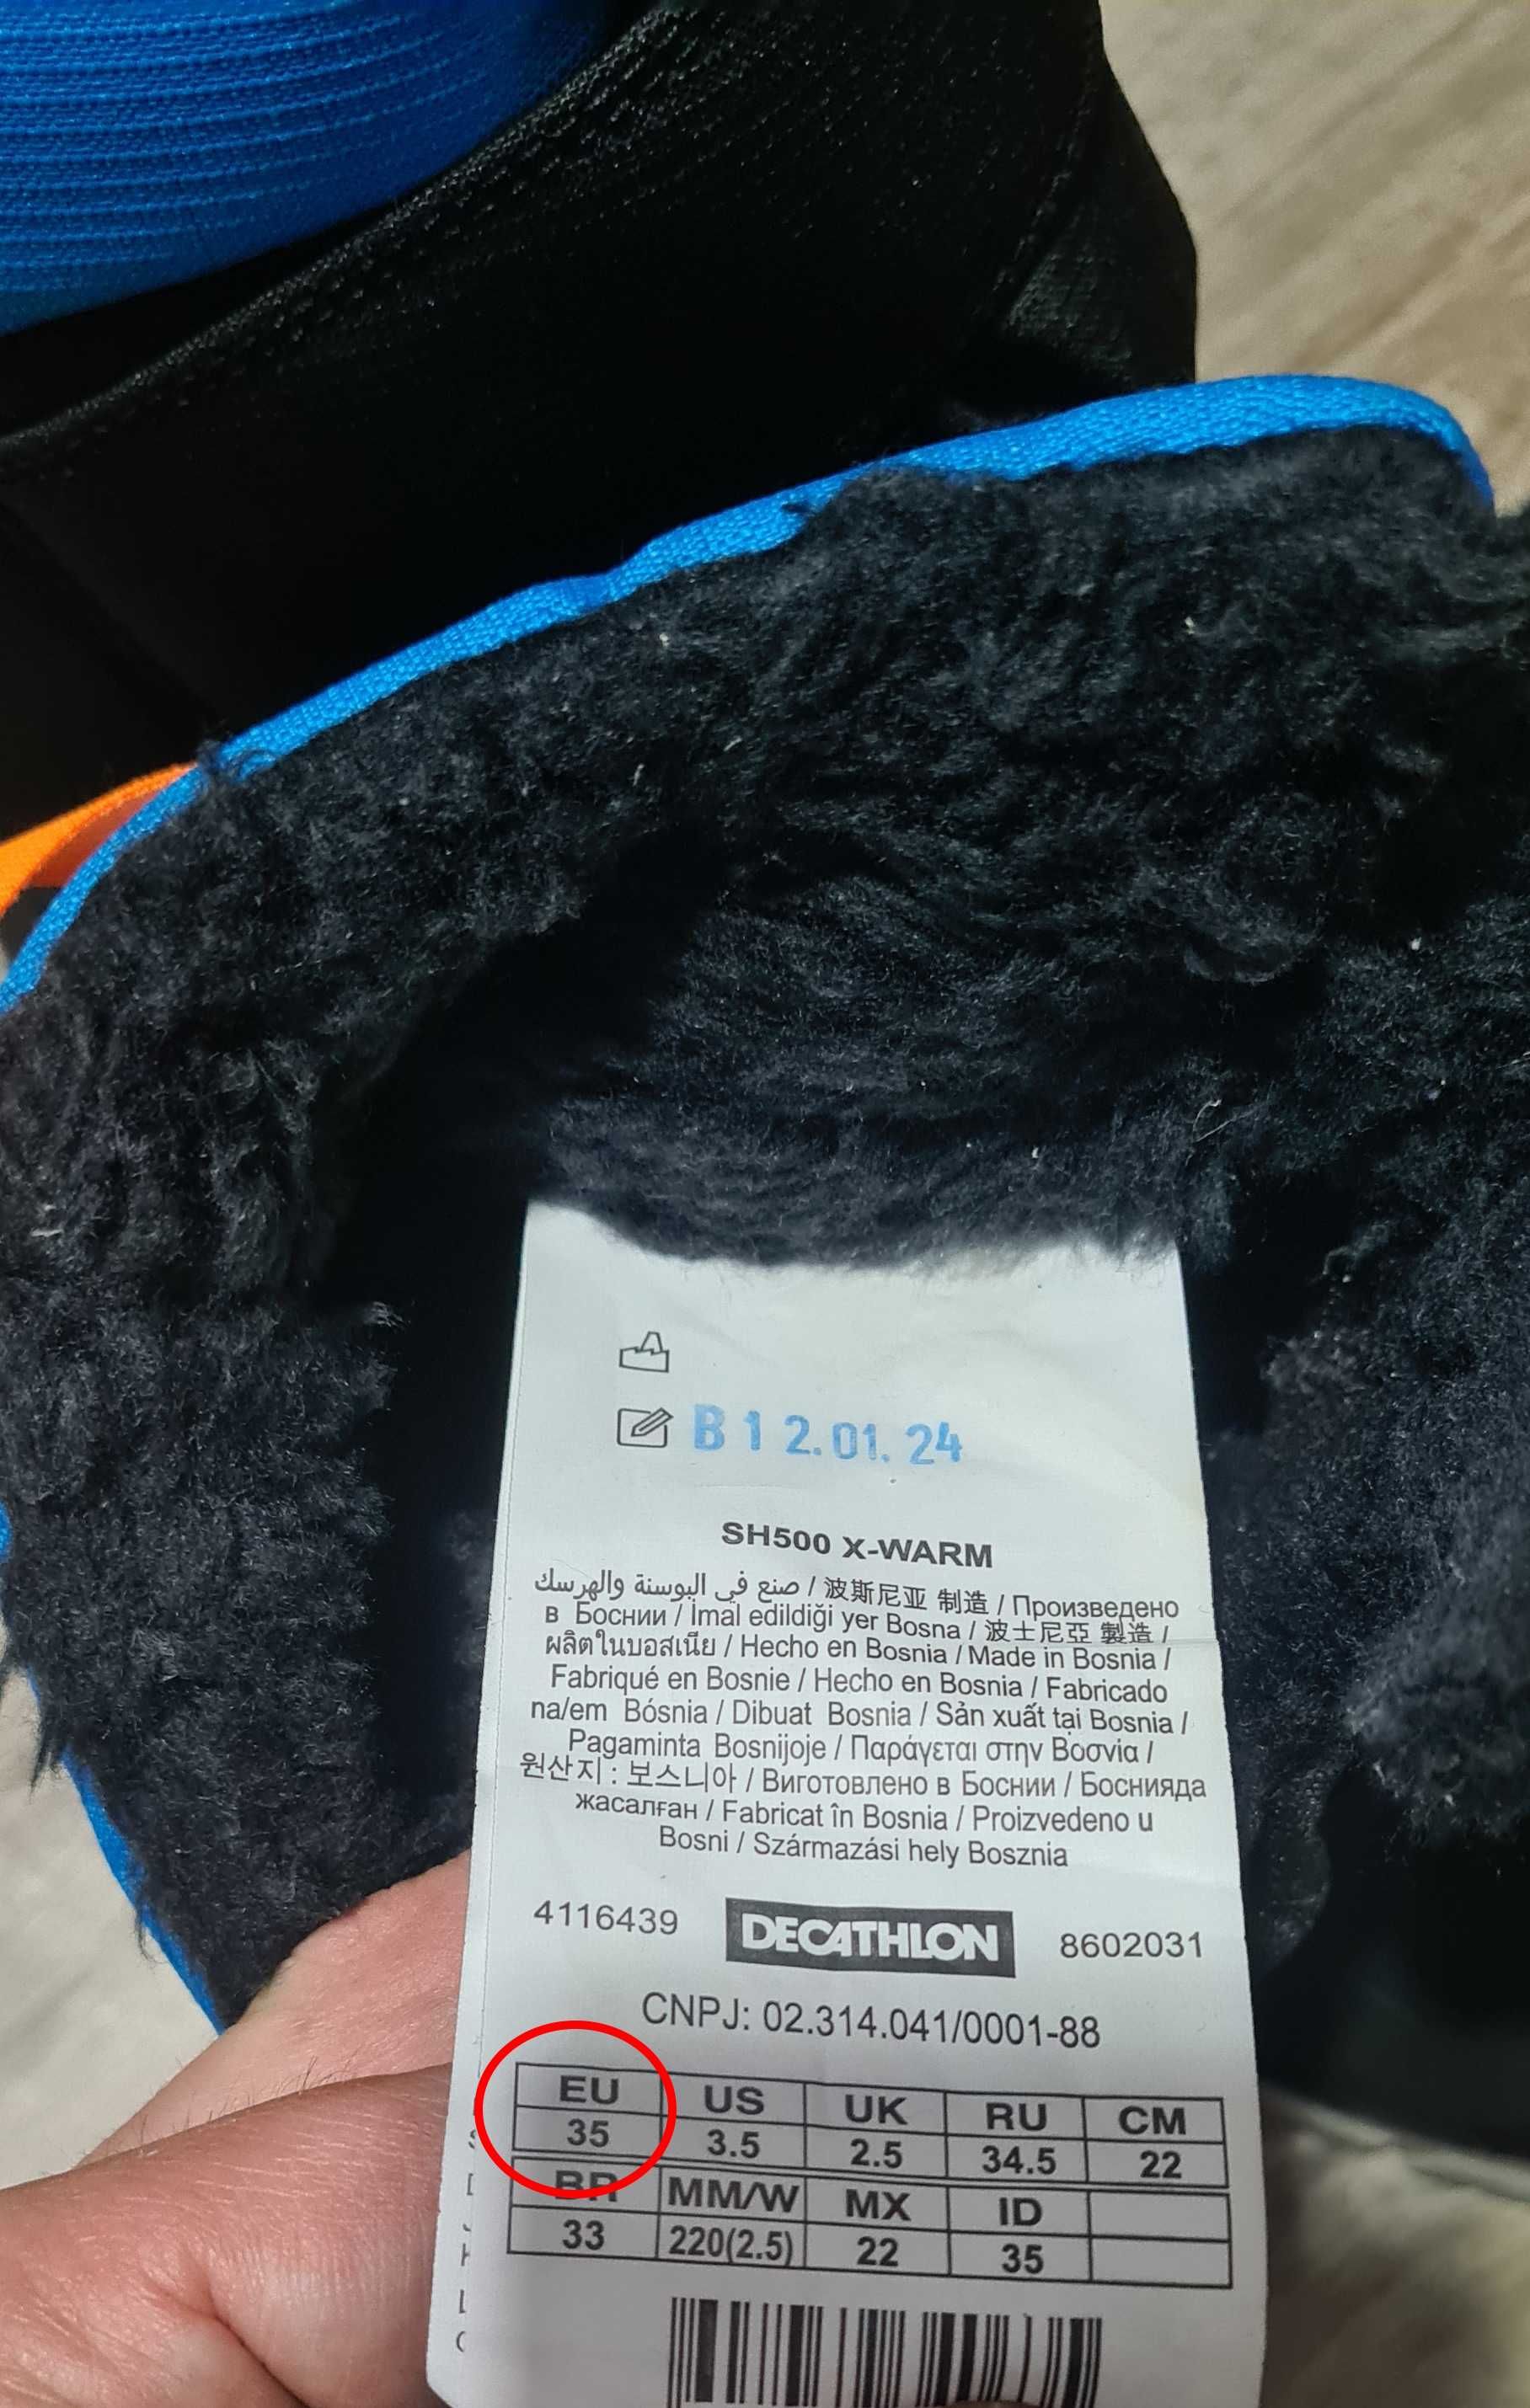 B 1 2. 01. 24
SH500 X-WARM
صنع في البوسنة والهرسك / 波斯尼亚 制造 / Произведено
в Боснии / İmal edildiği yer Bosna / 波士尼亞 製造 /
ผลิตในบอสเนีย / Hecho en Bosnia / Made in Bosnia /
Fabriqué en Bosnie / Hecho en Bosnia / Fabricado
na/em Bósnia / Dibuat Bosnia / Sản xuất tại Bosnia /
Pagaminta Bosnijoje / Παράγεται στην Βοσνία /
원산지 : 보스니아 / Виготовлено в Боснии / Боснияда
жасалған / Fabricat în Bosnia / Proizvedeno u
Bosni / Származási hely Bosznia
4116439 DECATHLON 8602031
CNPJ: 02.314.041/0001-88
EU US UK RU CM
35 3.5 2.5 34.5 22
BR MM/W MX ID
33 220(2.5) 22 35